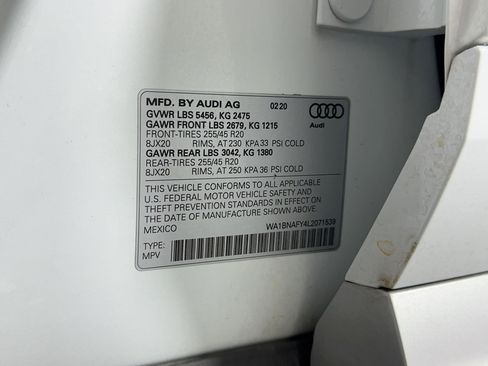 MFD. BY AUDI AG 02 20
GVWR LBS 5456, KG 2475
GAWR FRONT LBS 2679, KG 1215
FRONT-TIRES 255/45 R20
8JX20 RIMS, AT 230 KPA 33 PSI COLD
GAWR REAR LBS 3042, KG 1380
REAR-TIRES 255/45 R20
8JX20 RIMS, AT 250 KPA 36 PSI COLD
Audi
THIS VEHICLE CONFORMS TO ALL APPLICABLE
U.S. FEDERAL MOTOR VEHICLE SAFETY AND
THEFT PREVENTION STANDARDS IN EFFECT ON
THE DATE OF MANUFACTURE SHOWN ABOVE.
MEXICO WA1BNAFY4L2071539
TYPE:
MPV